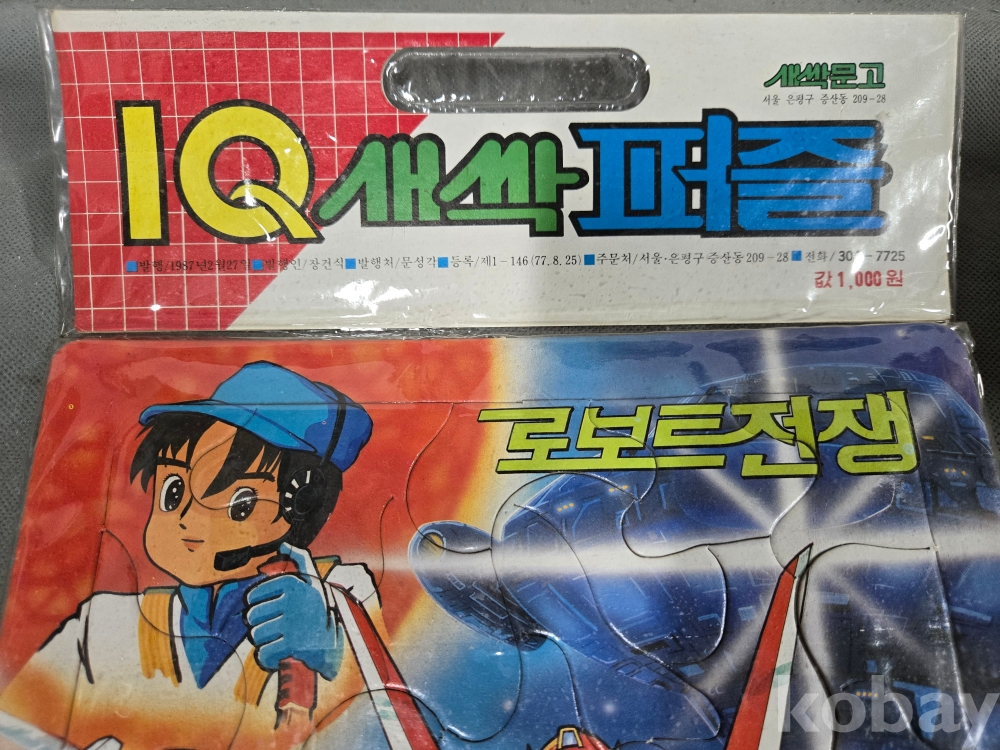 새싹문고
서울 은평구 증산동 209-28
IQ 새싹 퍼즐
■발행/1987년2월27일 ■발행인/장건식 ■발행처/문성각 ■등록/제1-146(77.8.25) ■주문처/서울·은평구증산동209-28 ■전화/ -7725
값 1,000원
로보트전쟁
kobay